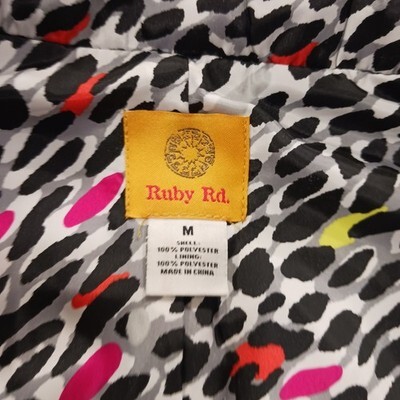 Ruby Rd.
M
SHELL:
100% POLYESTER
LINING:
100% POLYESTER
MADE IN CHINA